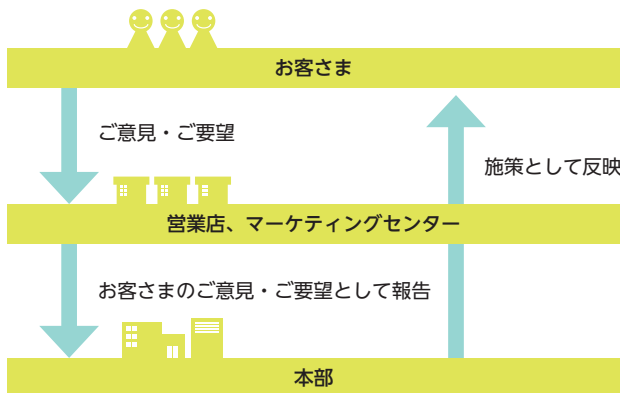 お客さま
ご意見・ご要望
施策として反映
営業店、マーケティングセンター
お客さまのご意見・ご要望として報告
本部